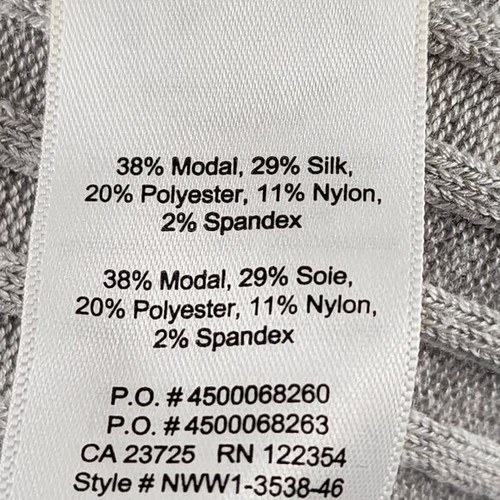 38% Modal, 29% Silk,
20% Polyester, 11% Nylon,
2% Spandex
38% Modal, 29% Soie,
20% Polyester, 11% Nylon,
2% Spandex
P.O. # 4500068260
P.O. # 4500068263
CA 23725 RN 122354
Style # NWW1-3538-46